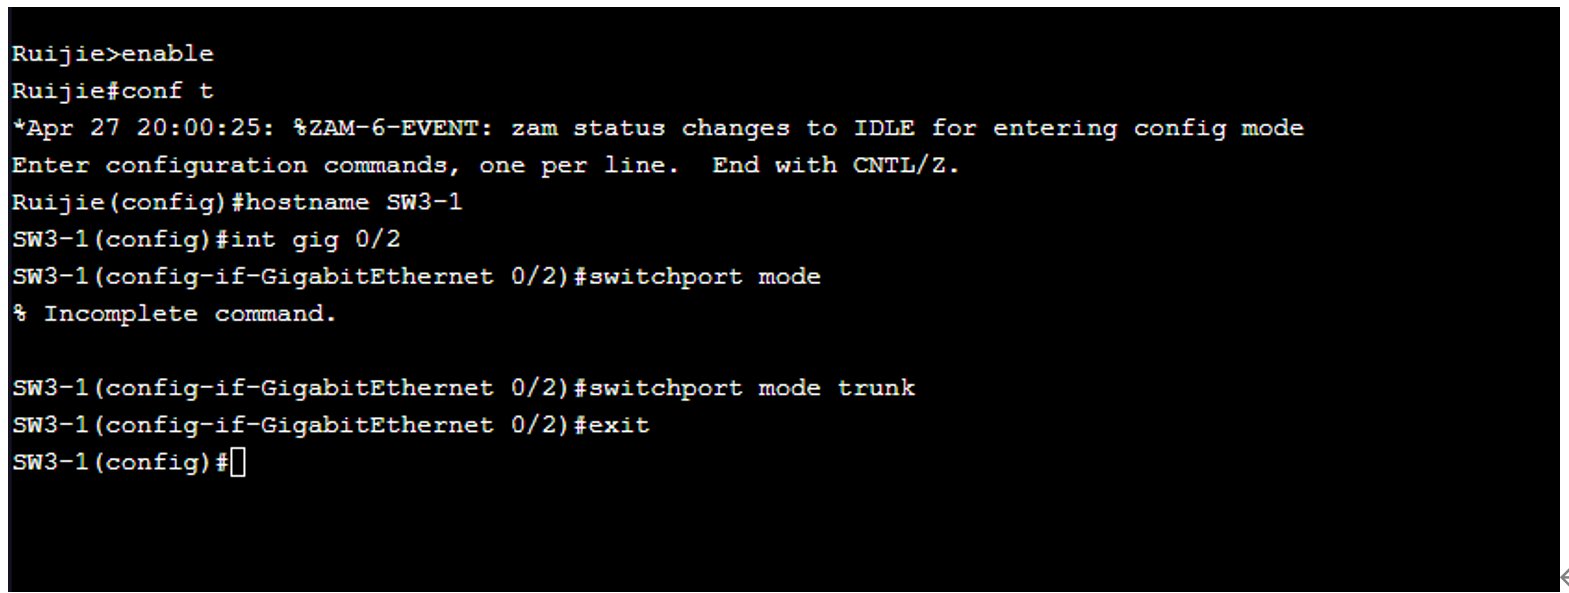 Ruijie>enable
Ruijie#conf t
*Apr 27 20:00:25: %ZAM-6-EVENT: zam status changes to IDLE for entering config mode
Enter configuration commands, one per line.  End with CNTL/Z.
Ruijie(config)#hostname SW3-1
SW3-1(config)#int gig 0/2
SW3-1(config-if-GigabitEthernet 0/2)#switchport mode
% Incomplete command.

SW3-1(config-if-GigabitEthernet 0/2)#switchport mode trunk
SW3-1(config-if-GigabitEthernet 0/2)#exit
SW3-1(config)#